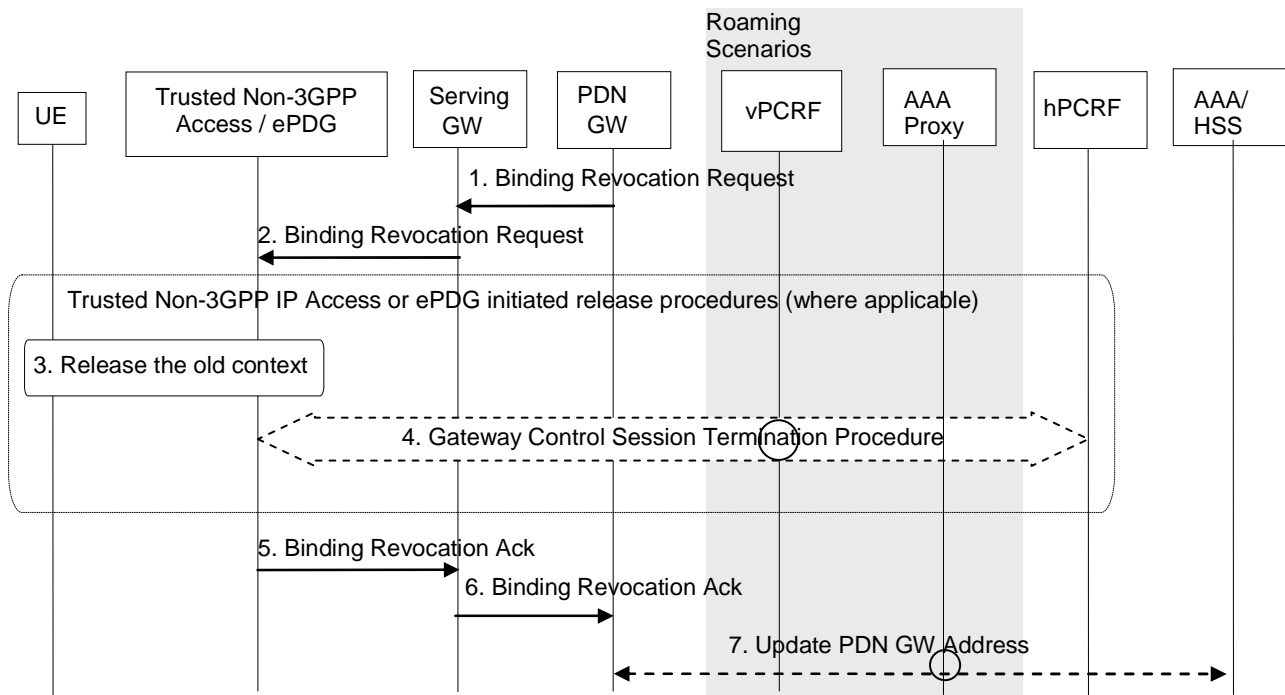 Roaming
Scenarios
UE
Trusted Non-3GPP
Access / ePDG
Serving
GW
PDN
GW
vPCRF
AAA
Proxy
hPCRF
AAA/
HSS
1. Binding Revocation Request
2. Binding Revocation Request
Trusted Non-3GPP IP Access or ePDG initiated release procedures (where applicable)
3. Release the old context
4. Gateway Control Session Termination Procedure
5. Binding Revocation Ack
6. Binding Revocation Ack
7. Update PDN GW Address